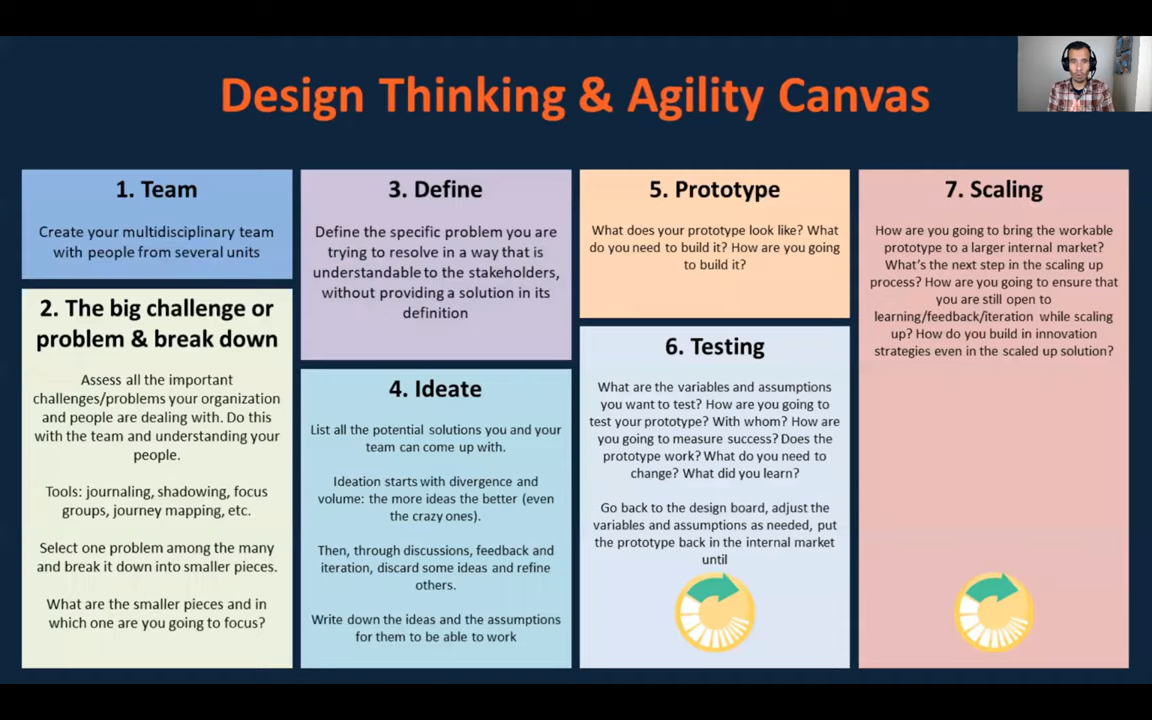 Design Thinking & Agility Canvas
1. Team
Create your multidisciplinary team
with people from several units
2. The big challenge or
problem & break down
Assess all the important
challenges/problems your organization
and people are dealing with. Do this
with the team and understanding your
people.
Tools: journaling, shadowing, focus
groups, journey mapping, etc.
Select one problem among the many
and break it down into smaller pieces.
What are the smaller pieces and in
which one are you going to focus?
3. Define
Define the specific problem you are
trying to resolve in a way that is
understandable to the stakeholders,
without providing a solution in its
definition
4. Ideate
List all the potential solutions you and your
team can come up with.
Ideation starts with divergence and
volume: the more ideas the better (even
the crazy ones).
Then, through discussions, feedback and
iteration, discard some ideas and refine
others.
Write down the ideas and the assumptions
for them to be able to work
5. Prototype
What does your prototype look like? What
do you need to build it? How are you going
to build it?
6. Testing
What are the variables and assumptions
you want to test? How are you going to
test your prototype? With whom? How are
you going to measure success? Does the
prototype work? What do you need to
change? What did you learn?
Go back to the design board, adjust the
variables and assumptions as needed, put
the prototype back in the internal market
until
7. Scaling
How are you going to bring the workable
prototype to a larger internal market?
What's the next step in the scaling up
process? How are you going to ensure that
you are still open to
learning/feedback/iteration while scaling
up? How do you build in innovation
strategies even in the scaled up solution?